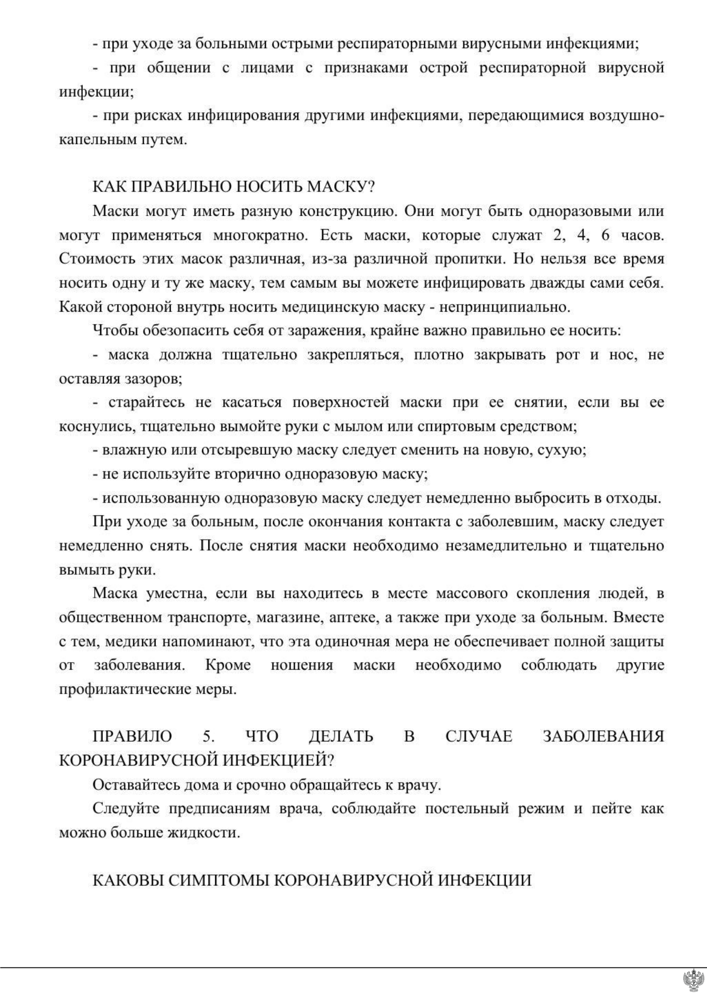 - при уходе за больными острыми респираторными вирусными инфекциями;
- при общении с лицами с признаками острой респираторной вирусной
инфекции;
- при рисках инфицирования другими инфекциями, передающимися воздушно-
капельным путем.
КАК ПРАВИЛЬНО НОСИТЬ МАСКУ?
Маски могут иметь разную конструкцию. Они могут быть одноразовыми или
могут применяться многократно. Есть маски, которые служат 2, 4, 6 часов.
Стоимость этих масок различная, из-за различной пропитки. Но нельзя все время
носить одну и ту же маску, тем самым вы можете инфицировать дважды сами себя.
Какой стороной внутрь носить медицинскую маску - непринципиально.
Чтобы обезопасить себя от заражения, крайне важно правильно ее носить:
- маска должна тщательно закрепляться, плотно закрывать рот и нос, не
оставляя зазоров;
- старайтесь не касаться поверхностей маски при ее снятии, если вы ее
коснулись, тщательно вымойте руки с мылом или спиртовым средством;
- влажную или отсыревшую маску следует сменить на новую, сухую;
- не используйте вторично одноразовую маску;
- использованную одноразовую маску следует немедленно выбросить в отходы.
При уходе за больным, после окончания контакта с заболевшим, маску следует
немедленно снять. После снятия маски необходимо незамедлительно и тщательно
вымыть руки.
Маска уместна, если вы находитесь в месте массового скопления людей, в
общественном транспорте, магазине, аптеке, а также при уходе за больным. Вместе
с тем, медики напоминают, что эта одиночная мера не обеспечивает полной защиты
от заболевания. Кроме ношения маски необходимо соблюдать другие
профилактические меры.
ПРАВИЛО 5. ЧТО ДЕЛАТЬ В СЛУЧАЕ ЗАБОЛЕВАНИЯ
КОРОНАВИРУСНОЙ ИНФЕКЦИЕЙ?
Оставайтесь дома и срочно обращайтесь к врачу.
Следуйте предписаниям врача, соблюдайте постельный режим и пейте как
можно больше жидкости.
КАКОВЫ СИМПТОМЫ КОРОНАВИРУСНОЙ ИНФЕКЦИИ